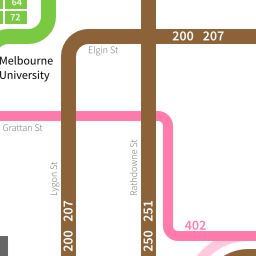 64
72
Melbourne
University
200 207
Elgin St
Grattan St
Lygon St
Rathdowne St
200 207
250 251
402